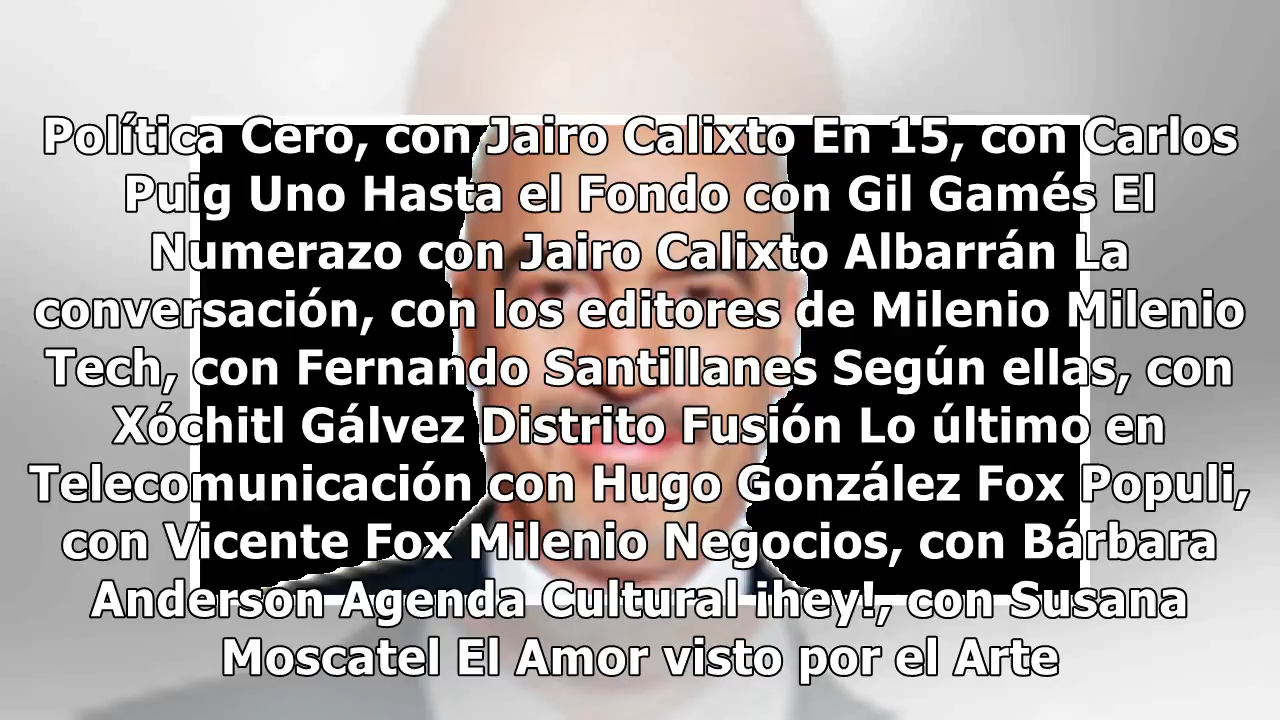 Política Cero, con Jairo Calixto En 15, con Carlos
Puig Uno Hasta el Fondo con Gil Gamés El
Numerazo con Jairo Calixto Albarrán La
conversación, con los editores de Milenio Milenio
Tech, con Fernando Santillanes Según ellas, con
Xóchitl Gálvez Distrito Fusión Lo último en
Telecomunicación con Hugo González Fox Populi,
con Vicente Fox Milenio Negocios, con Bárbara
Anderson Agenda Cultural ihey!, con Susana
Moscatel El Amor visto por el Arte